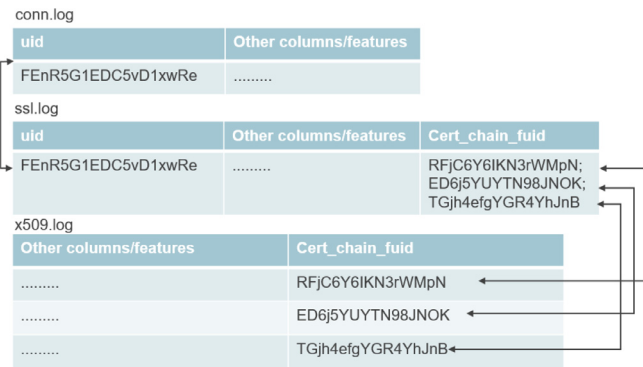 conn.log
uid Other columns/features
FEnR5G1EDC5vD1xwRe .........
ssl.log
uid Other columns/features Cert_chain_fuid
FEnR5G1EDC5vD1xwRe ......... RFjC6Y6IKN3rWMpN;
ED6j5YUYTN98JNOK;
TGjh4efgYGR4YhJnB
x509.log
Other columns/features Cert_chain_fuid
......... RFjC6Y6IKN3rWMpN
......... ED6j5YUYTN98JNOK
......... TGjh4efgYGR4YhJnB